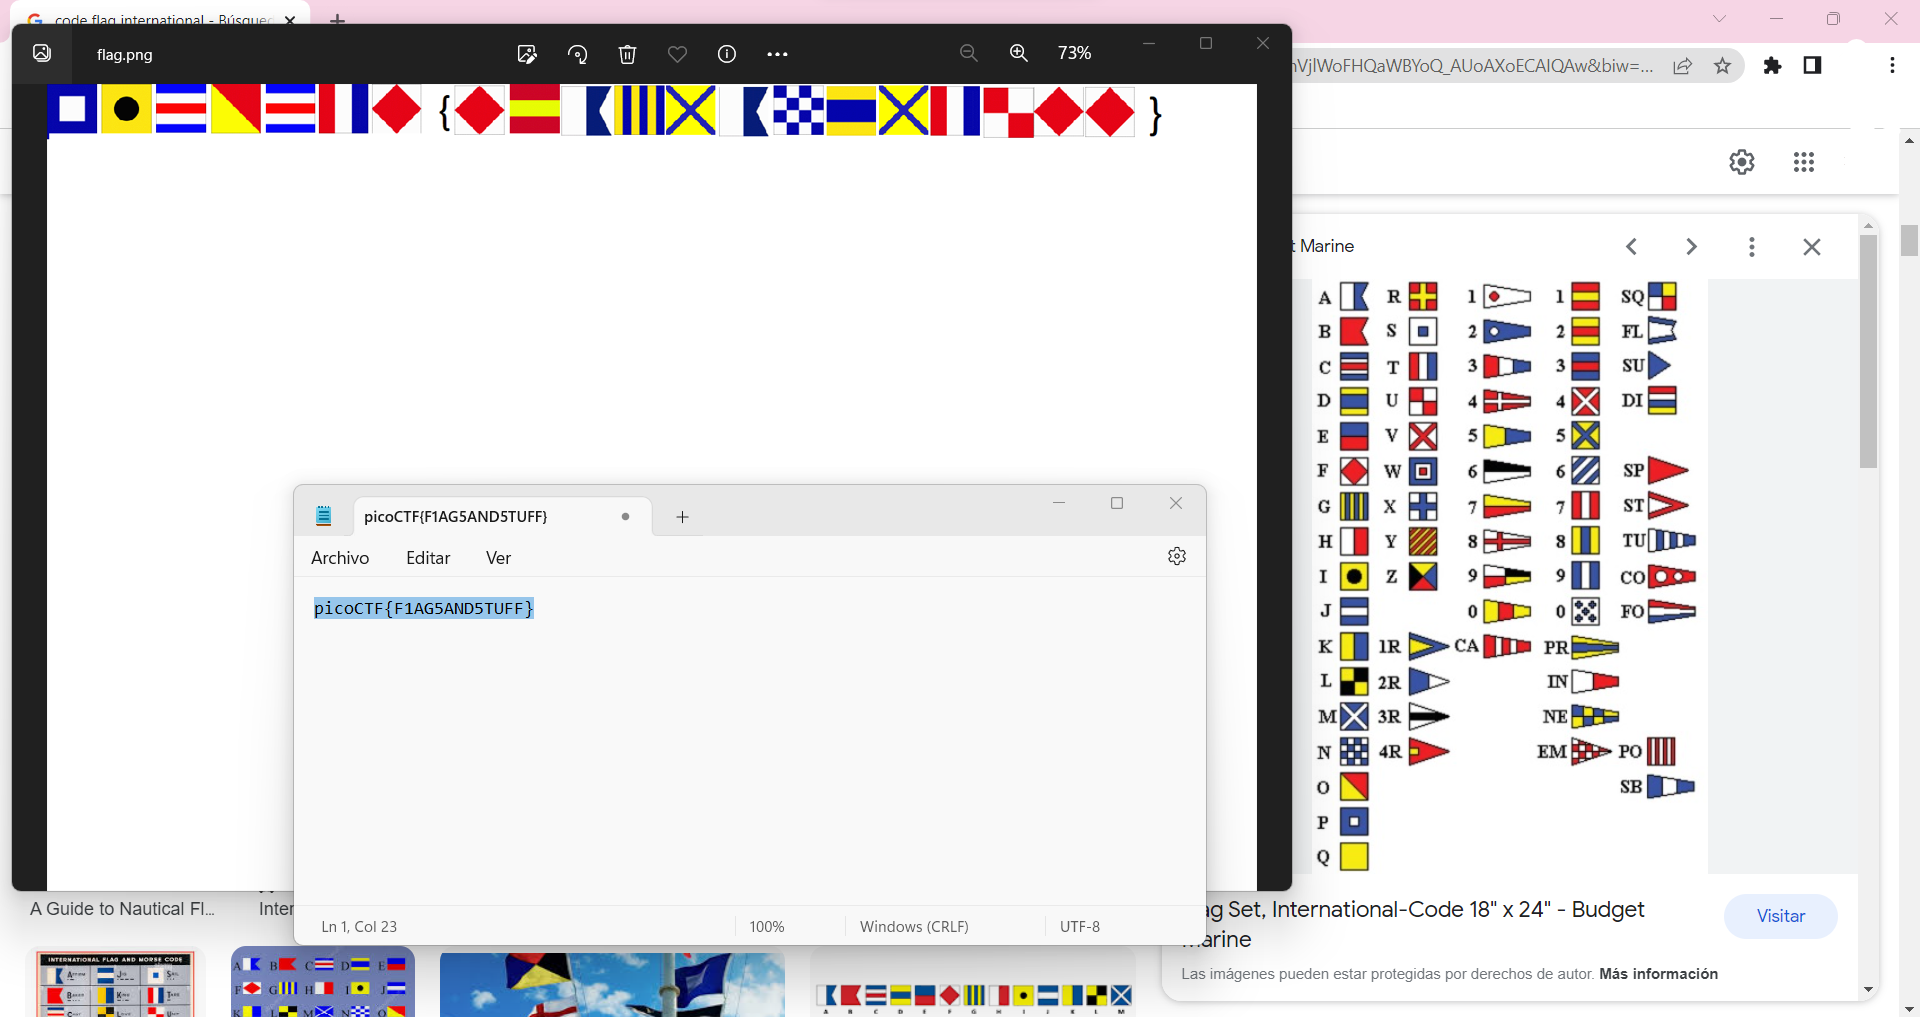 code flag international - Búsque
flag.png
73%
nVjlWoFHQaWBYoQ_AUoAXoECAIQAw&biw=...
{ }
t Marine
A R 1 1 SQ
B S 2 2 FL
C T 3 3 SU
D U 4 4 DI
E V 5 5
F W 6 6 SP
G X 7 7 ST
H Y 8 8 TU
I Z 9 9 CO
J 0 0 FO
K 1R CA PR
L 2R IN
M 3R NE
N 4R EM PO
O SB
P
Q
picoCTF{F1AG5AND5TUFF}
Archivo Editar Ver
picoCTF{F1AG5AND5TUFF}
Ln 1, Col 23 100% Windows (CRLF) UTF-8
A Guide to Nautical Fl...
Inter
ag Set, International-Code 18" x 24" - Budget
Marine
Visitar
Las imágenes pueden estar protegidas por derechos de autor. Más información
INTERNATIONAL FLAG AND MORSE CODE
A B C D E
F G H I J
K L M N O
A B C D E F G H I J K L M